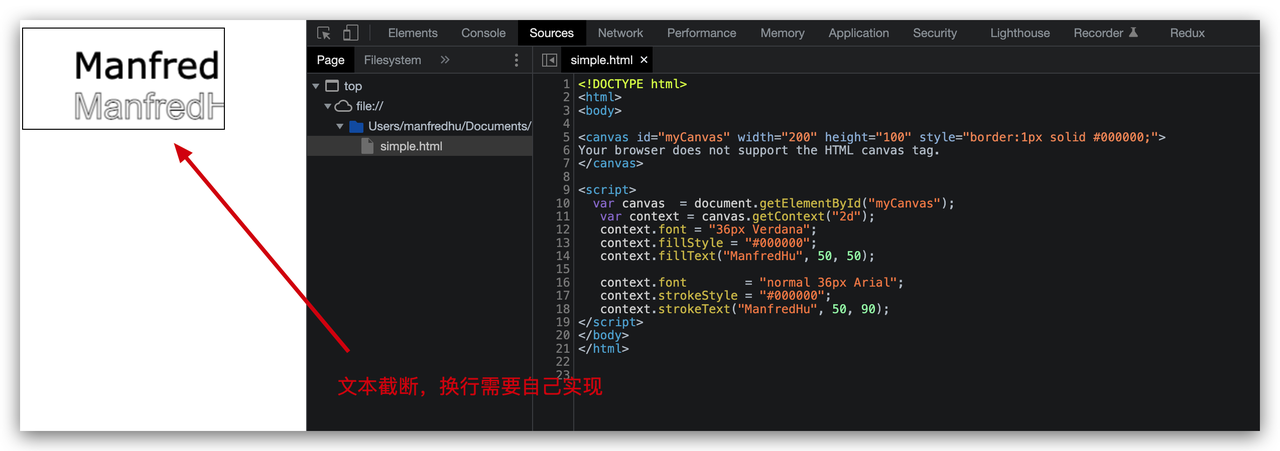 Manfred
ManfredH
Elements Console Sources Network Performance Memory Application Security Lighthouse Recorder Redux
Page Filesystem »
simple.html ×
top
file://
Users/manfredhu/Documents/
simple.html
1 <!DOCTYPE html>
2 <html>
3 <body>
4
5 <canvas id="myCanvas" width="200" height="100" style="border:1px solid #000000;">
6 Your browser does not support the HTML canvas tag.
7 </canvas>
8
9 <script>
10   var canvas  = document.getElementById("myCanvas");
11    var context = canvas.getContext("2d");
12    context.font = "36px Verdana";
13    context.fillStyle = "#000000";
14    context.fillText("ManfredHu", 50, 50);
15
16    context.font        = "normal 36px Arial";
17    context.strokeStyle = "#000000";
18    context.strokeText("ManfredHu", 50, 90);
19 </script>
20 </body>
21 </html>
22
23
文本截断，换行需要自己实现